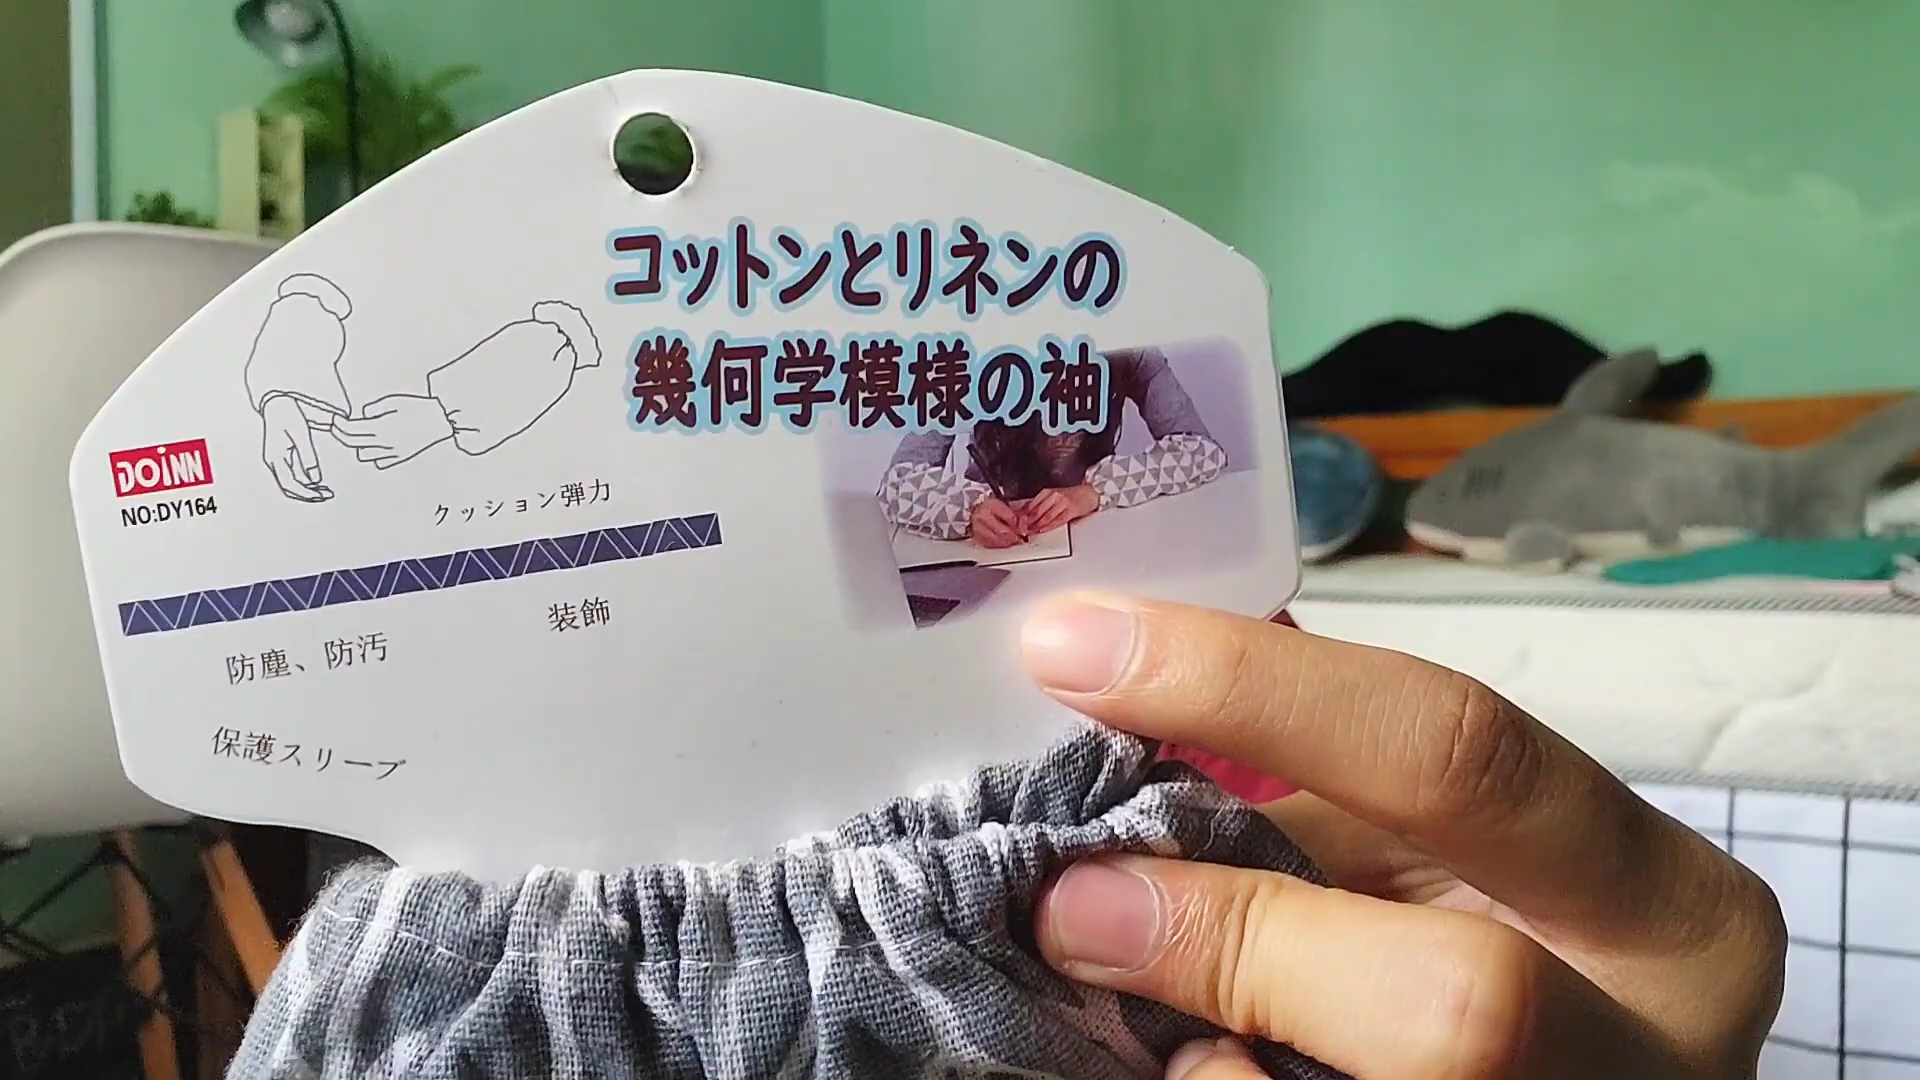 コットンとリネンの
幾何学模様の袖
DOiNN
NO:DY164
クッション弾力
装飾
防塵、防汚
保護スリーブ